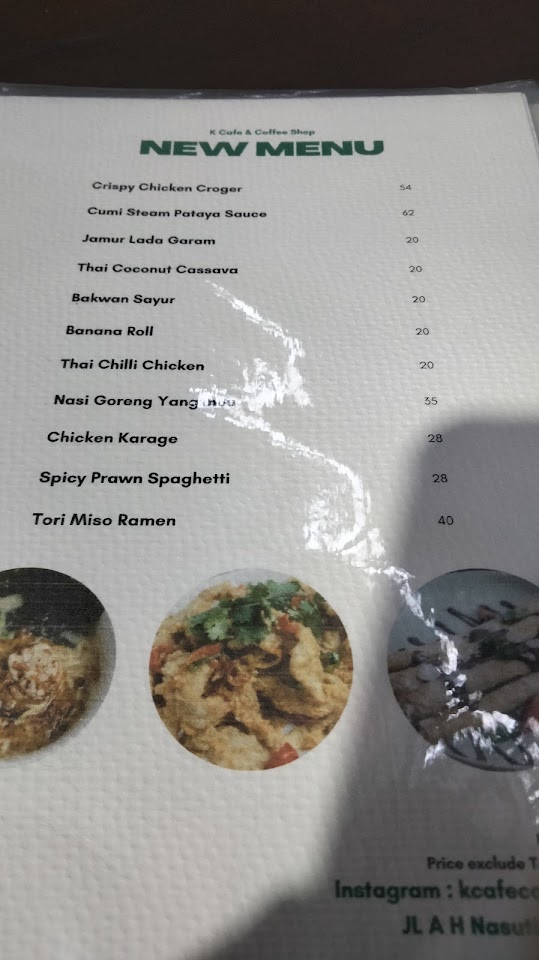 K Cafe & Coffee Shop
NEW MENU
Crispy Chicken Croger 54
Cumi Steam Pataya Sauce 62
Jamur Lada Garam 20
Thai Coconut Cassava 20
Bakwan Sayur 20
Banana Roll 20
Thai Chilli Chicken 20
Nasi Goreng 35
Chicken Karage 28
Spicy Prawn Spaghetti 28
Tori Miso Ramen 40
Price exclude
Instagram :
JL A H